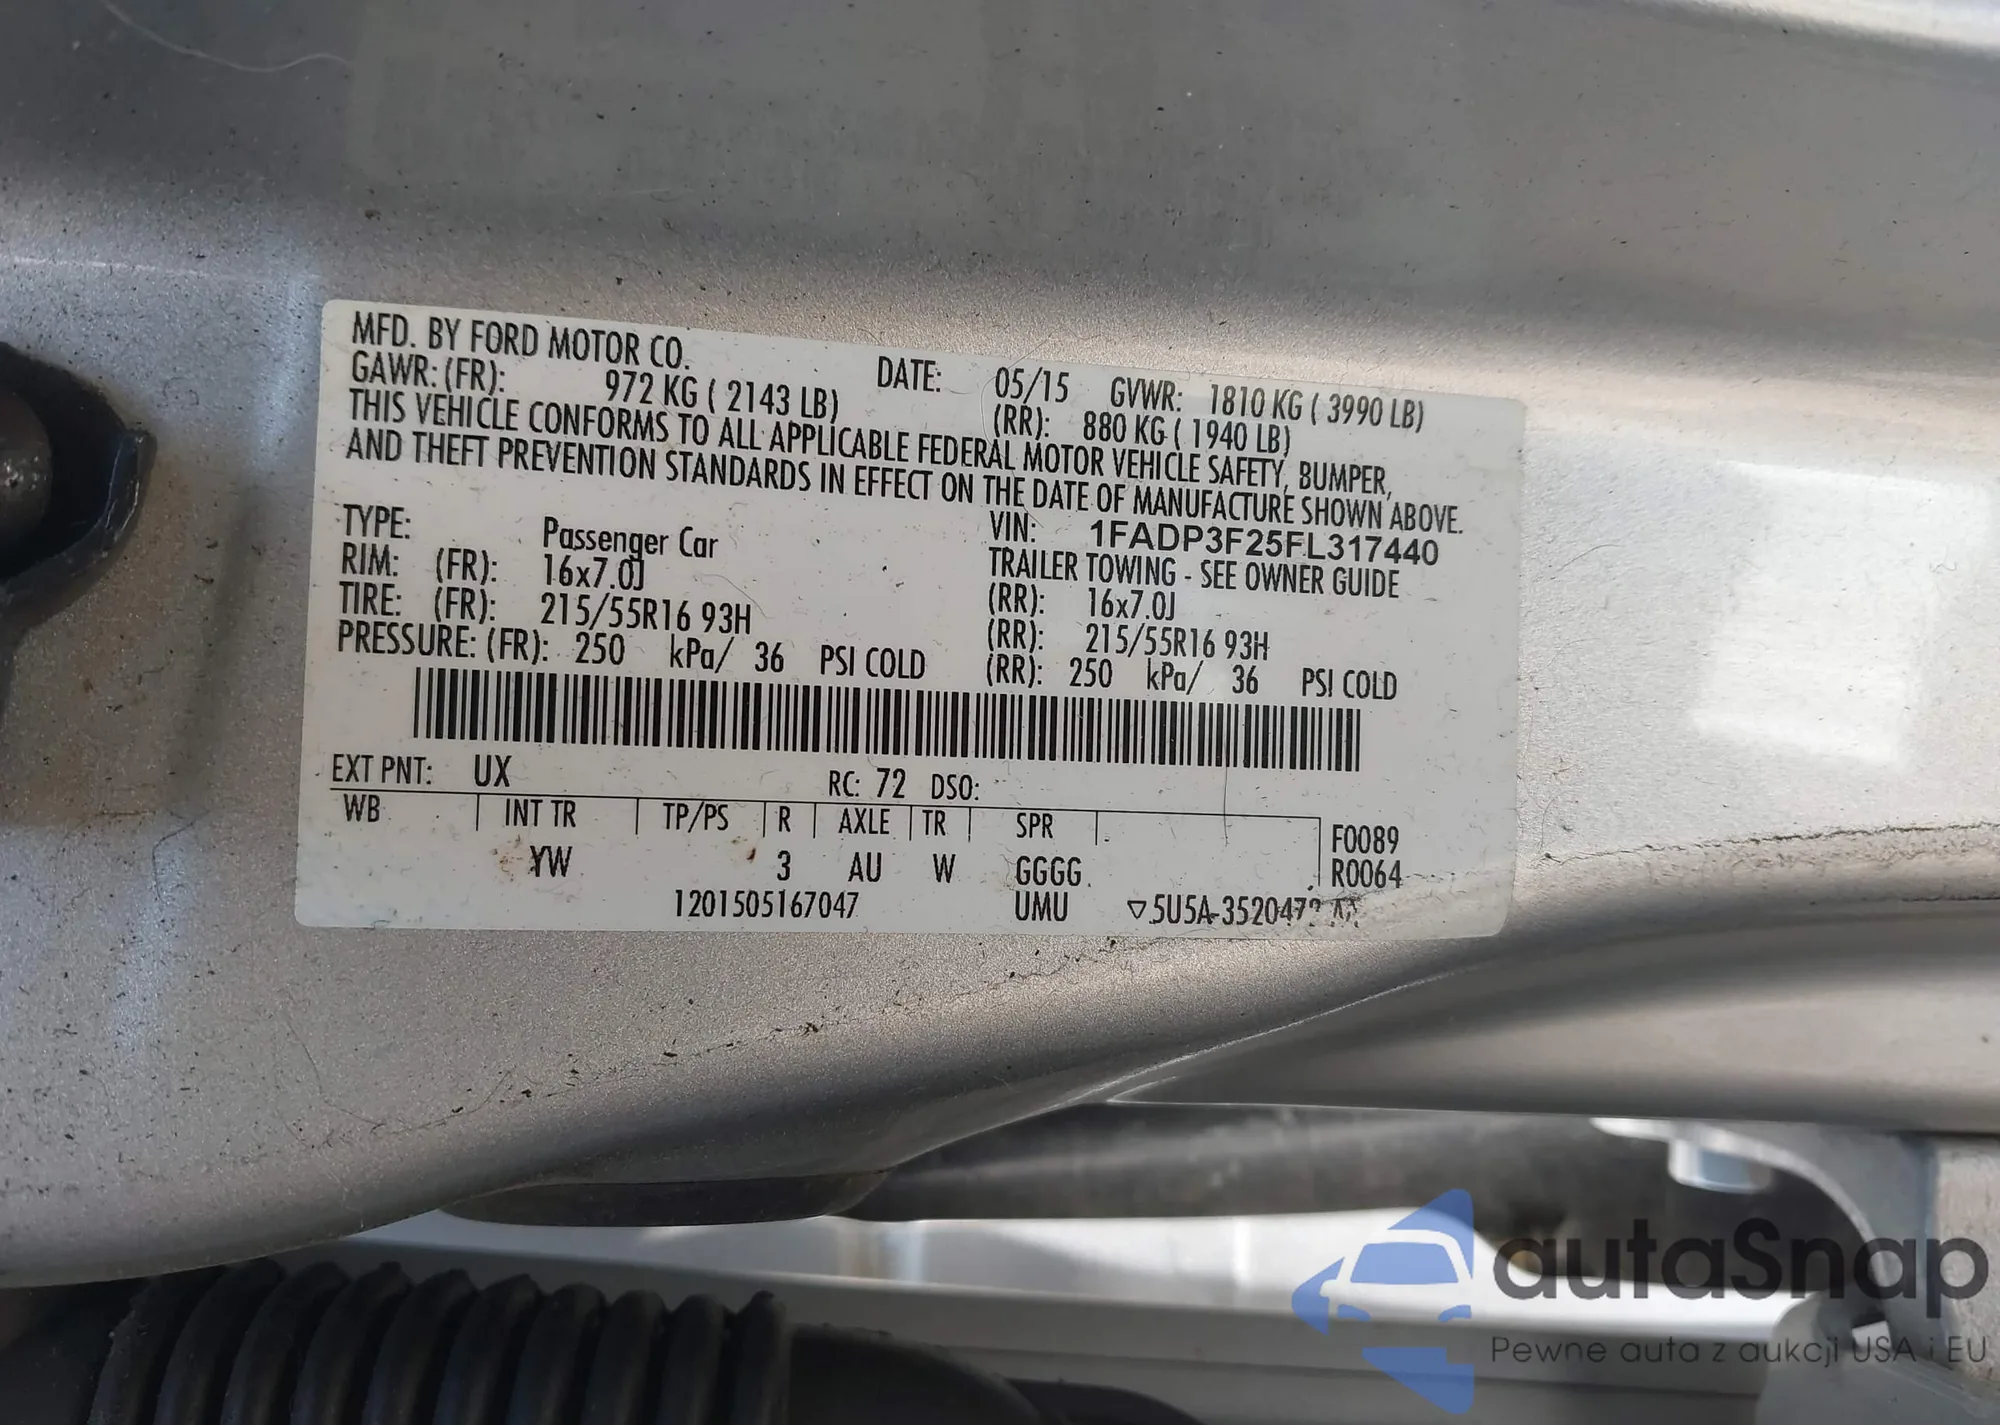 MFD. BY FORD MOTOR CO. DATE: 05/15 GVWR: 1810 KG ( 3990 LB)
GAWR: (FR): 972 KG ( 2143 LB) (RR): 880 KG ( 1940 LB)
THIS VEHICLE CONFORMS TO ALL APPLICABLE FEDERAL MOTOR VEHICLE SAFETY, BUMPER,
AND THEFT PREVENTION STANDARDS IN EFFECT ON THE DATE OF MANUFACTURE SHOWN ABOVE.
VIN: 1FADP3F25FL317440
TYPE: Passenger Car TRAILER TOWING - SEE OWNER GUIDE
RIM: (FR): 16x7.0J (RR): 16x7.0J
TIRE: (FR): 215/55R16 93H (RR): 215/55R16 93H
PRESSURE: (FR): 250 kPa/ 36 PSI COLD (RR): 250 kPa/ 36 PSI COLD
EXT PNT: UX RC: 72 DSO:
WB INT TR TP/PS R AXLE TR SPR F0089
YW 3 AU W GGGG R0064
1201505167047 UMU
autaSnap
Pewne auta z aukcji USA i EU